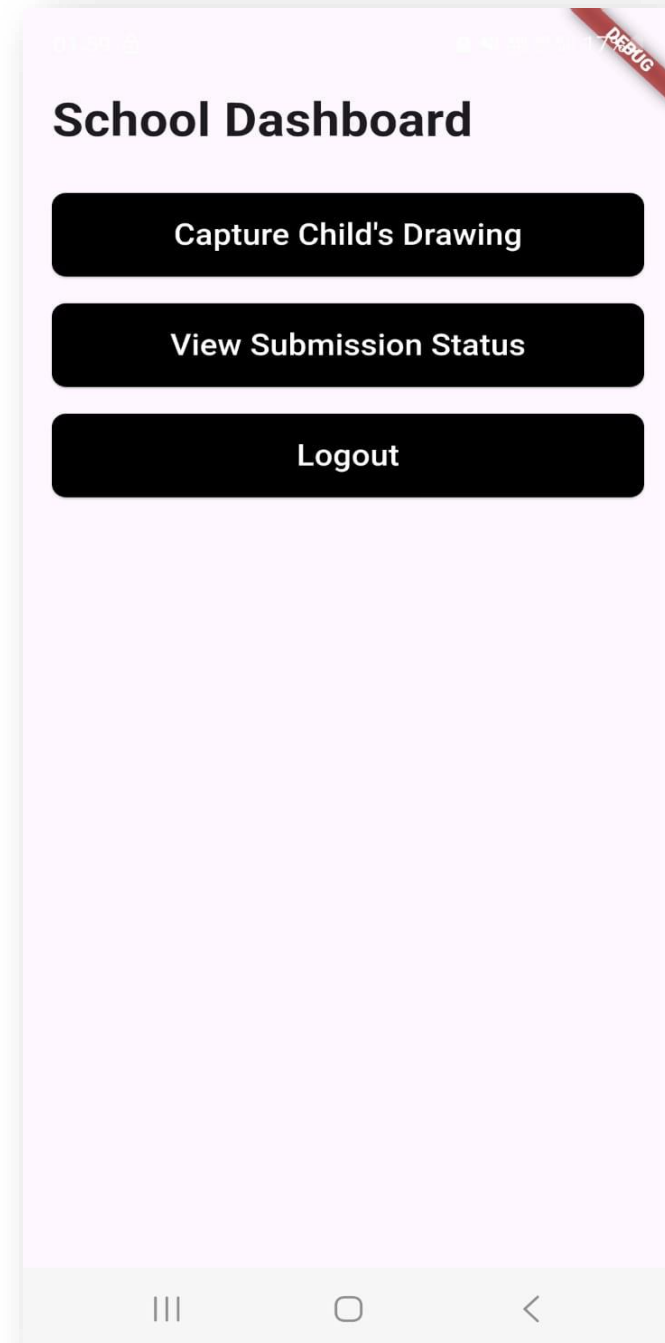 DEBUG
School Dashboard
Capture Child's Drawing
View Submission Status
Logout